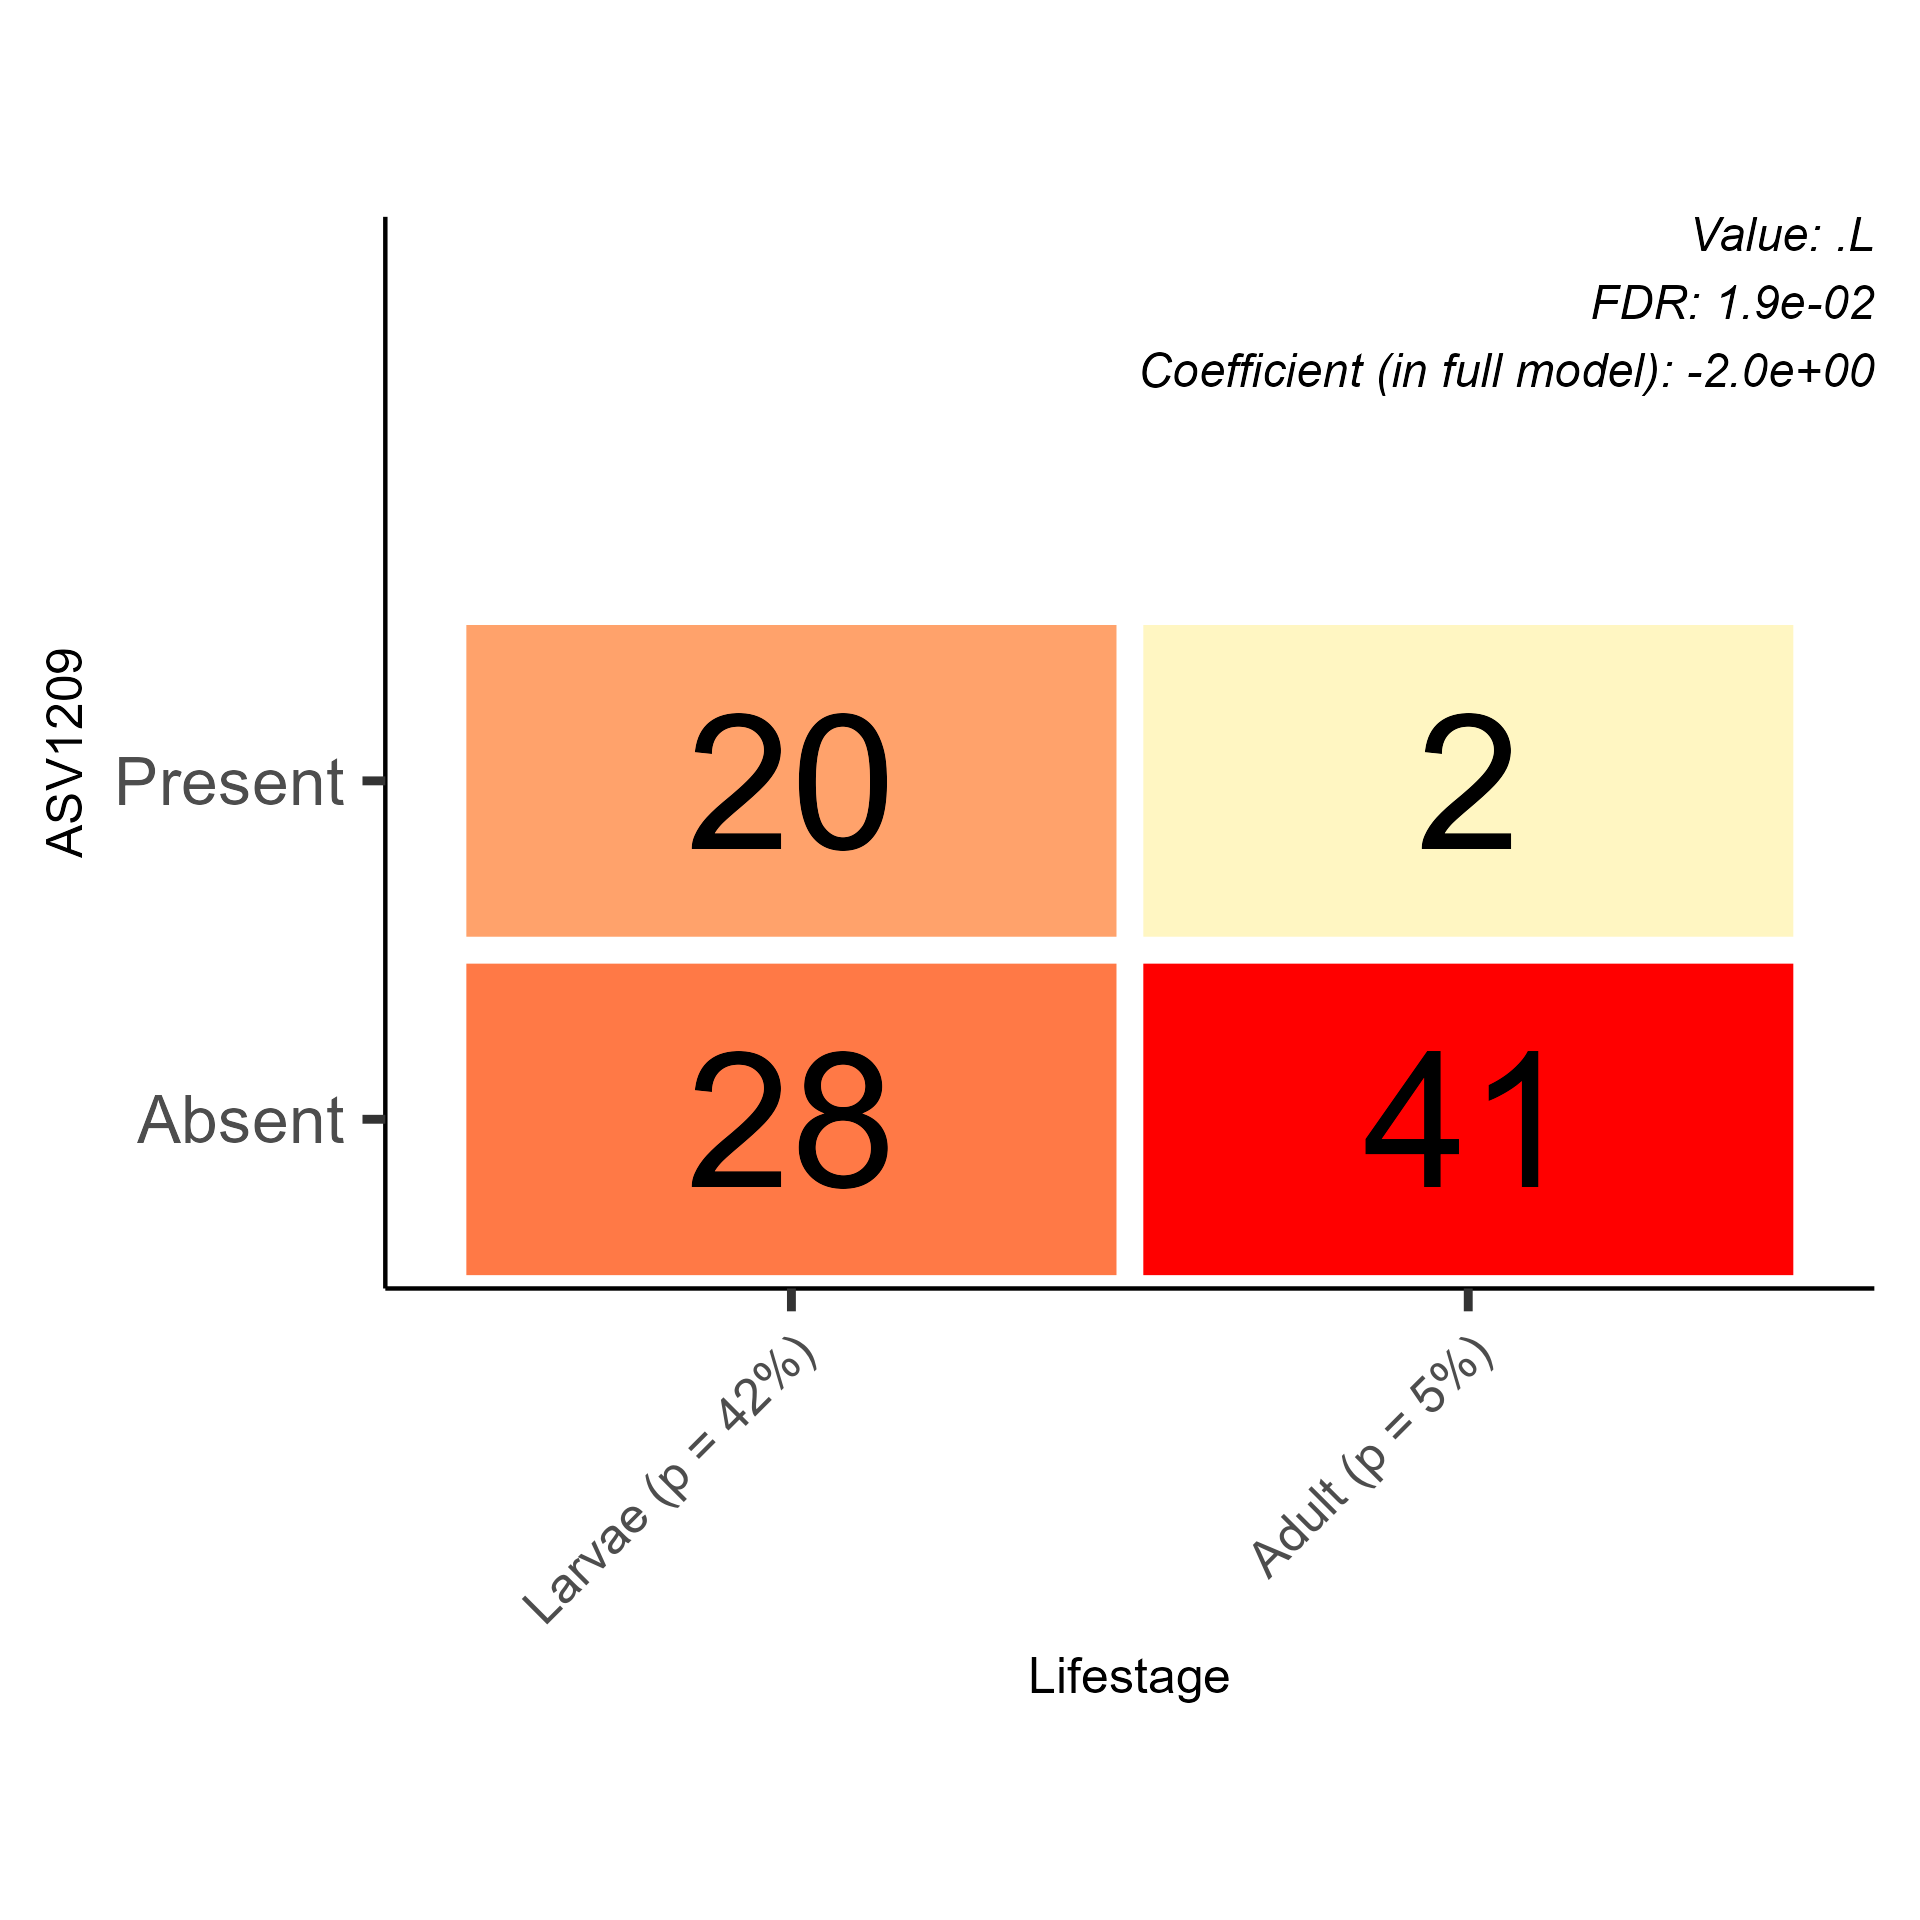 Value: .L
FDR: 1.9e-02
Coefficient (in full model): -2.0e+00
ASV1209
Present
20
2
Absent
28
41
Larvae (p = 42%)
Adult (p = 5%)
Lifestage